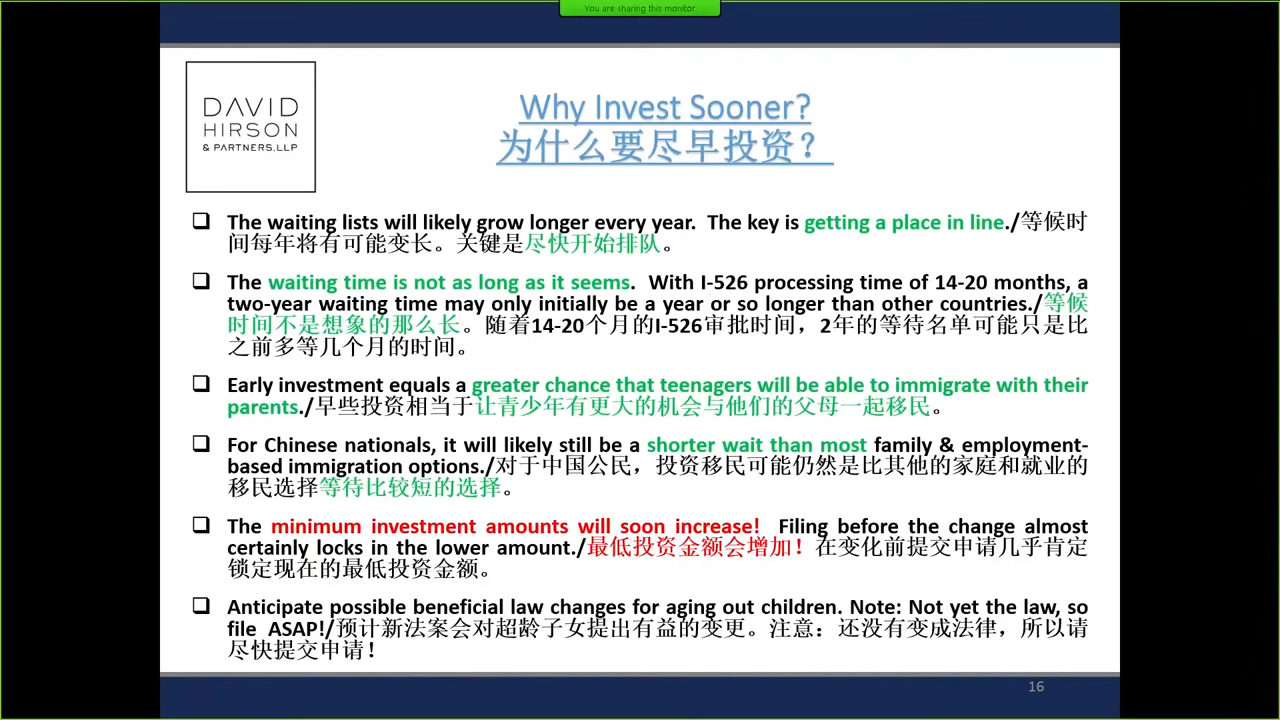 You are sharing this monitor.
DAVID
HIRSON
& PARTNERS,LLP
Why Invest Sooner?
为什么要尽早投资？
The waiting lists will likely grow longer every year. The key is getting a place in line./等候时
间每年将有可能变长。关键是尽快开始排队。
The waiting time is not as long as it seems. With I-526 processing time of 14-20 months, a
two-year waiting time may only initially be a year or so longer than other countries./等候
时间不是想象的那么长。随着14-20个月的I-526审批时间，2年的等待名单可能只是比
之前多等几个月的时间。
Early investment equals a greater chance that teenagers will be able to immigrate with their
parents./早些投资相当于让青少年有更大的机会与他们的父母一起移民。
For Chinese nationals, it will likely still be a shorter wait than most family & employment-
based immigration options./对于中国公民，投资移民可能仍然是比其他的家庭和就业的
移民选择等待比较短的选择。
The minimum investment amounts will soon increase! Filing before the change almost
certainly locks in the lower amount./最低投资金额会增加！在变化前提交申请几乎肯定
锁定现在的最低投资金额。
Anticipate possible beneficial law changes for aging out children. Note: Not yet the law, so
file ASAP!/预计新法案会对超龄子女提出有益的变更。注意：还没有变成法律，所以请
尽快提交申请！
16